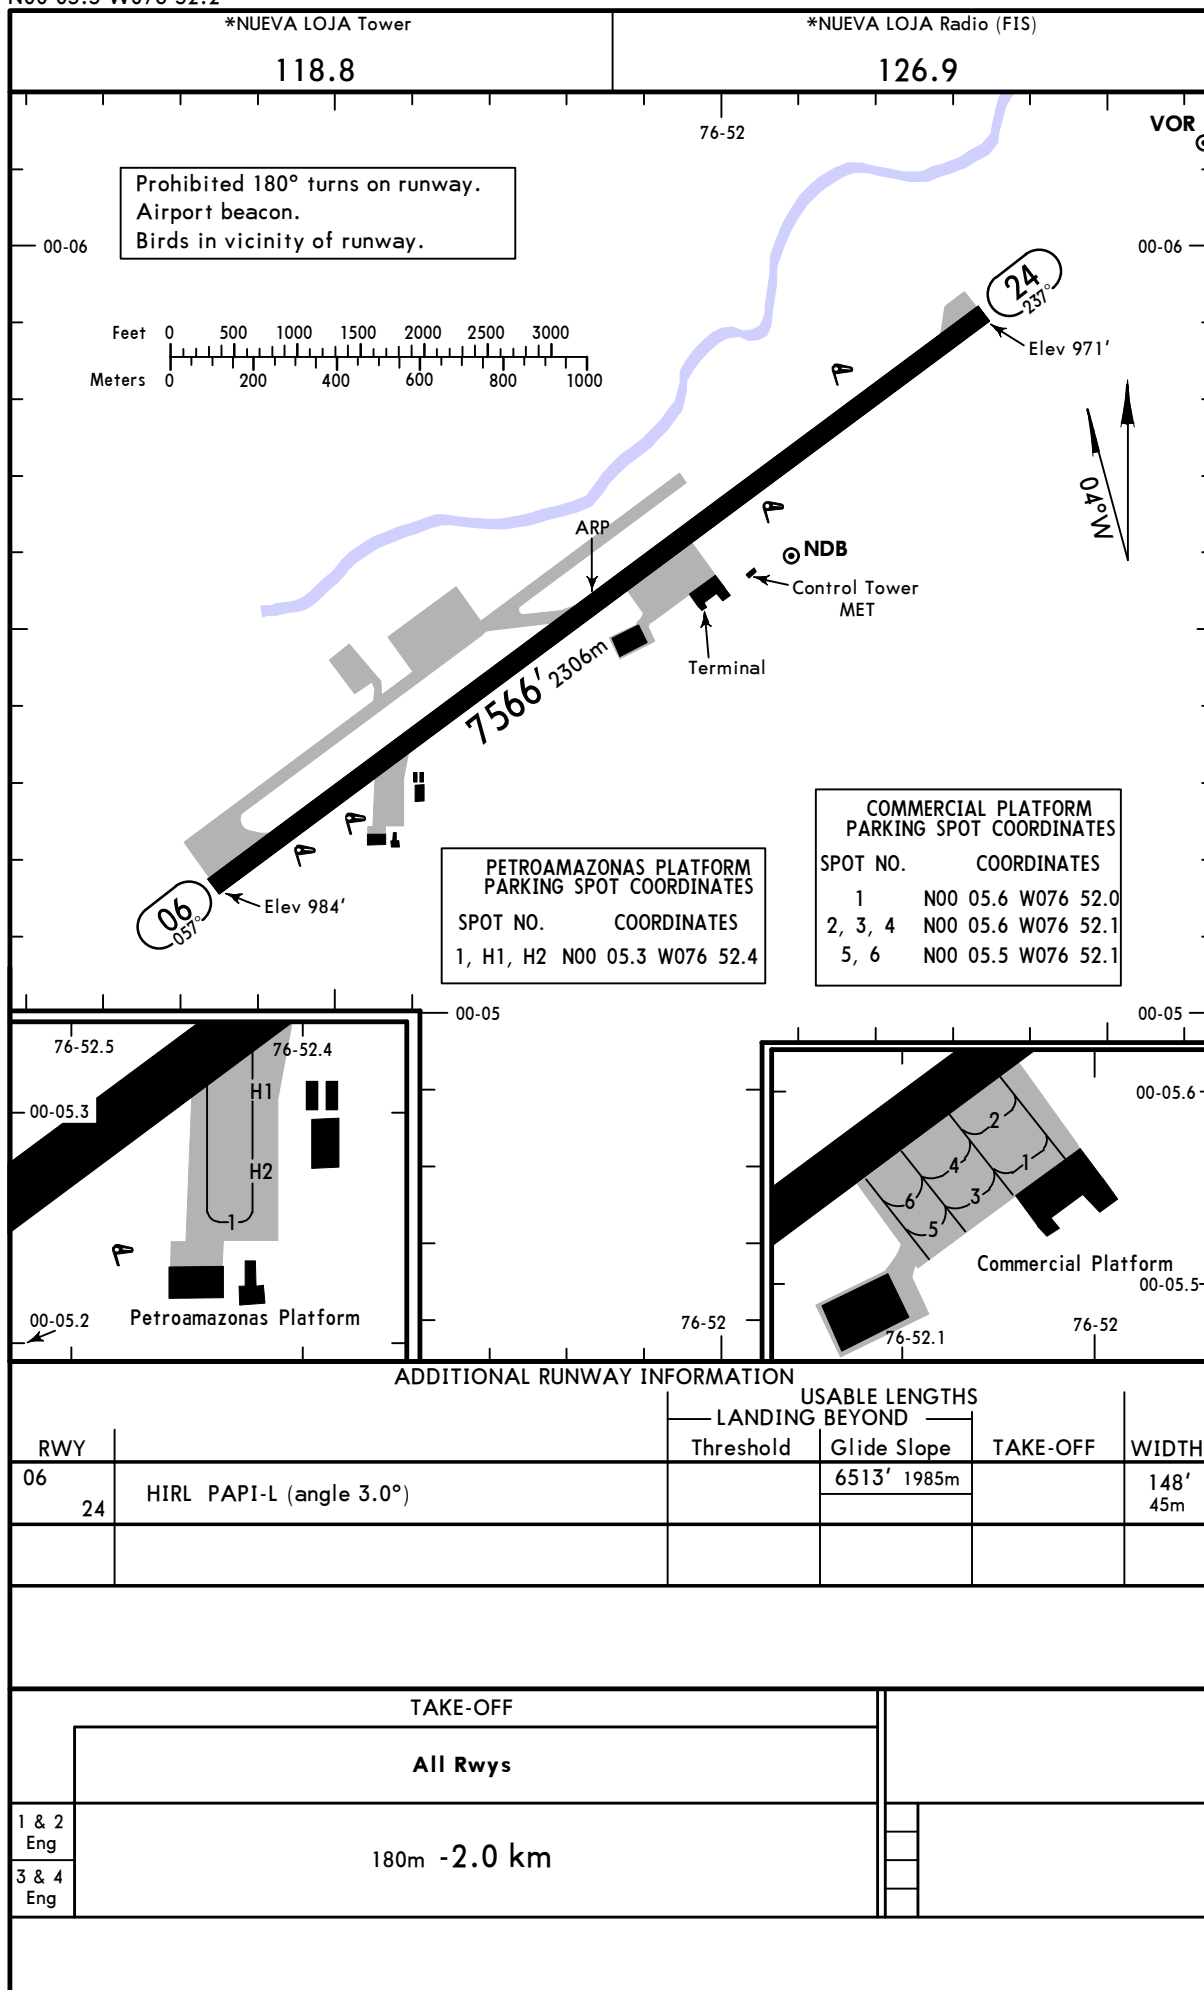 *NUEVA LOJA Tower
118.8
*NUEVA LOJA Radio (FIS)
126.9
76-52
VOR
Prohibited 180° turns on runway.
Airport beacon.
Birds in vicinity of runway.
00-06
00-06
24
237°
Elev 971'
Feet 0 500 1000 1500 2000 2500 3000
Meters 0 200 400 600 800 1000
04°W
ARP
NDB
Control Tower
MET
Terminal
7566' 2306m
06
057°
Elev 984'
PETROAMAZONAS PLATFORM
PARKING SPOT COORDINATES
SPOT NO. COORDINATES
1, H1, H2 N00 05.3 W076 52.4
COMMERCIAL PLATFORM
PARKING SPOT COORDINATES
SPOT NO. COORDINATES
1 N00 05.6 W076 52.0
2, 3, 4 N00 05.6 W076 52.1
5, 6 N00 05.5 W076 52.1
00-05
00-05
76-52.5
76-52.4
00-05.3
H1
H2
1
00-05.2
Petroamazonas Platform
76-52
00-05.6
2
4
1
6
3
5
Commercial Platform
00-05.5
76-52.1
76-52
ADDITIONAL RUNWAY INFORMATION
USABLE LENGTHS
LANDING BEYOND
RWY Threshold Glide Slope TAKE-OFF WIDTH
06
24
HIRL PAPI-L (angle 3.0°)
6513' 1985m
148'
45m
TAKE-OFF
All Rwys
1 & 2
Eng
3 & 4
Eng
180m -2.0 km